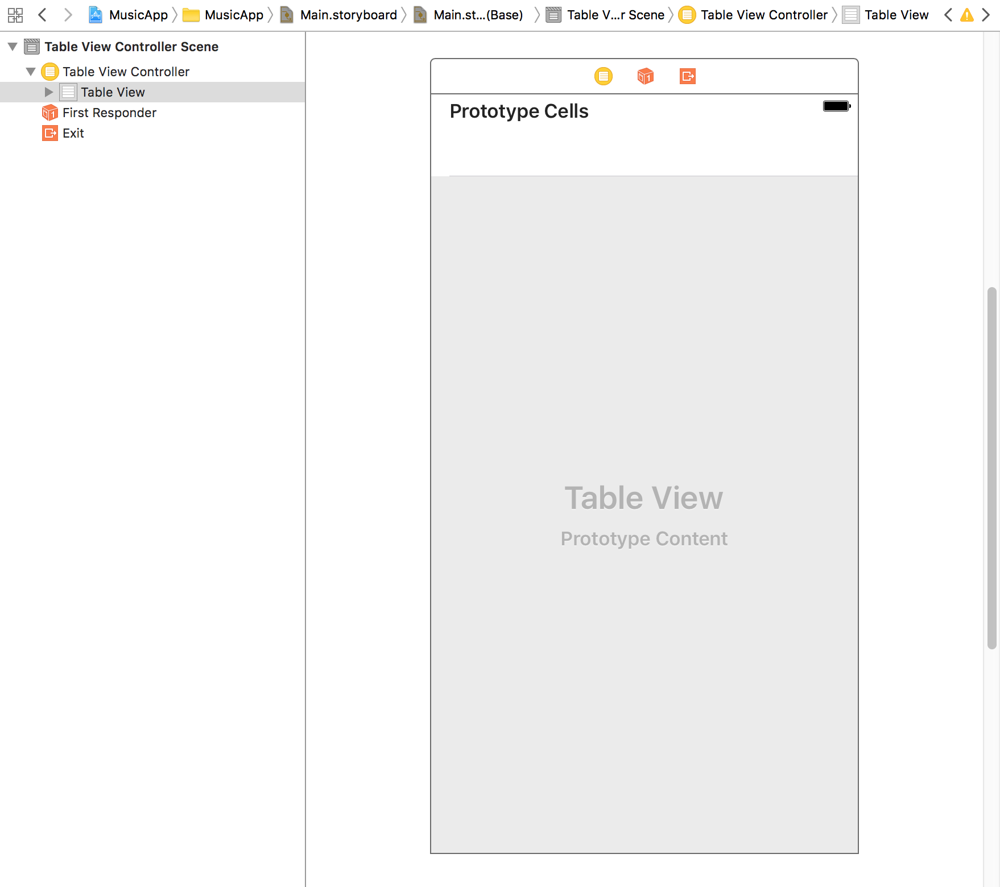 MusicApp MusicApp Main.storyboard Main.st...(Base) Table V...r Scene Table View Controller Table View
Table View Controller Scene
Table View Controller
Table View
First Responder
Exit
Prototype Cells
Table View
Prototype Content